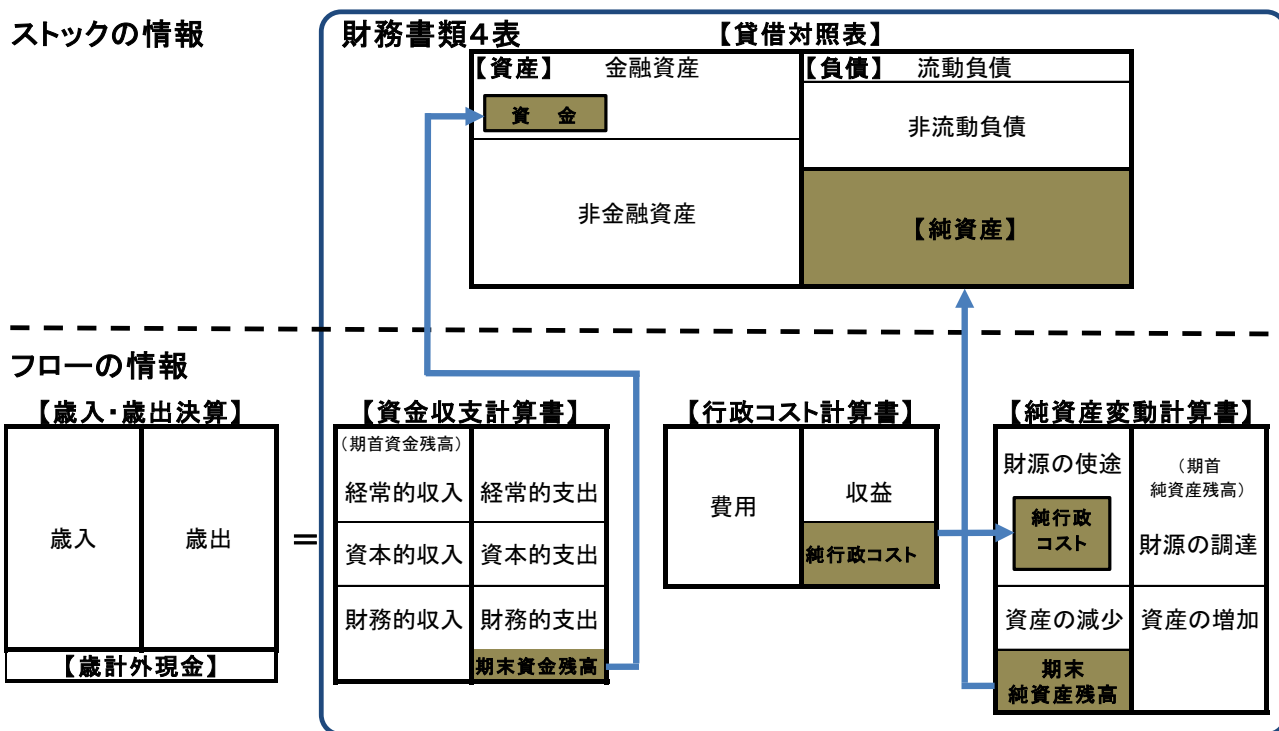 ストックの情報
財務書類4表
【貸借対照表】
【資産】 金融資産
資 金
非金融資産
【負債】 流動負債
非流動負債
【純資産】
フローの情報
【歳入・歳出決算】
歳入
歳出
【歳計外現金】
=
【資金収支計算書】
(期首資金残高)
経常的収入 経常的支出
資本的収入 資本的支出
財務的収入 財務的支出
期末資金残高
【行政コスト計算書】
費用
収益
純行政コスト
【純資産変動計算書】
財源の使途
純行政
コスト
(期首
純資産残高)
財源の調達
資産の減少 資産の増加
期末
純資産残高